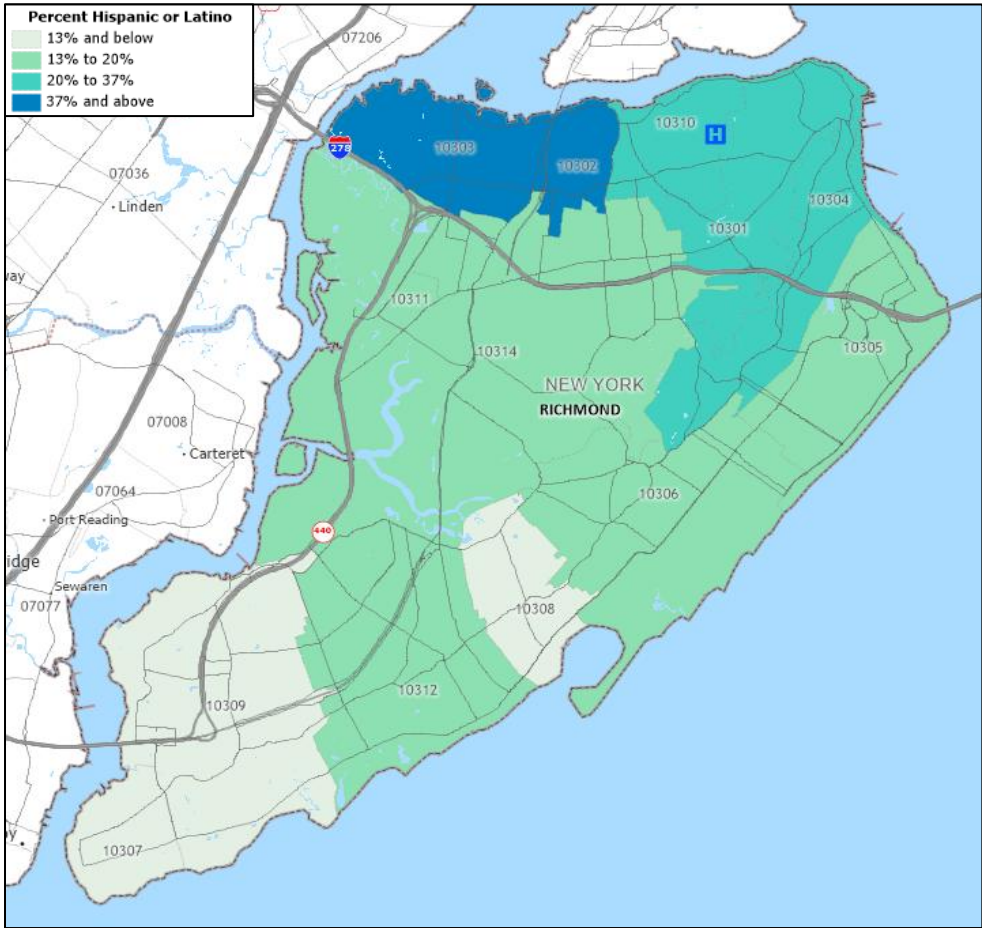 Percent Hispanic or Latino
13% and below
13% to 20%
20% to 37%
37% and above
07206
10310
H
278
10303
10302
07036
Linden
10304
10301
10311
10305
10314
NEW YORK
RICHMOND
07008
Carteret
07064
10306
Port Reading
440
idge
Sewaren
07077
10308
10312
10309
10307